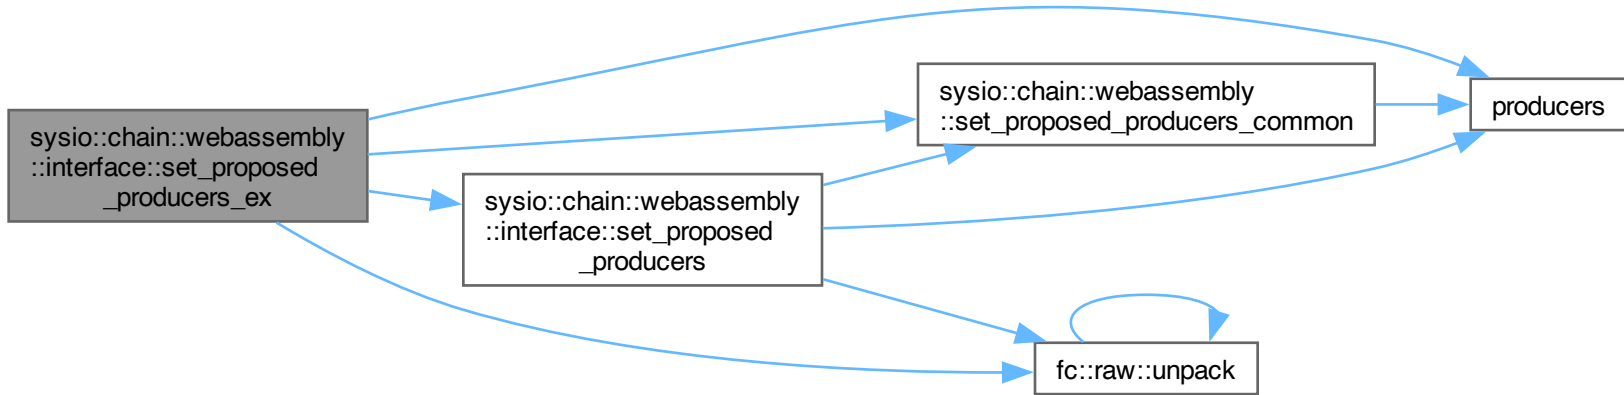 sysio::chain::webassembly
::interface::set_proposed
_producers_ex
sysio::chain::webassembly
::set_proposed_producers_common
producers
sysio::chain::webassembly
::interface::set_proposed
_producers
fc::raw::unpack